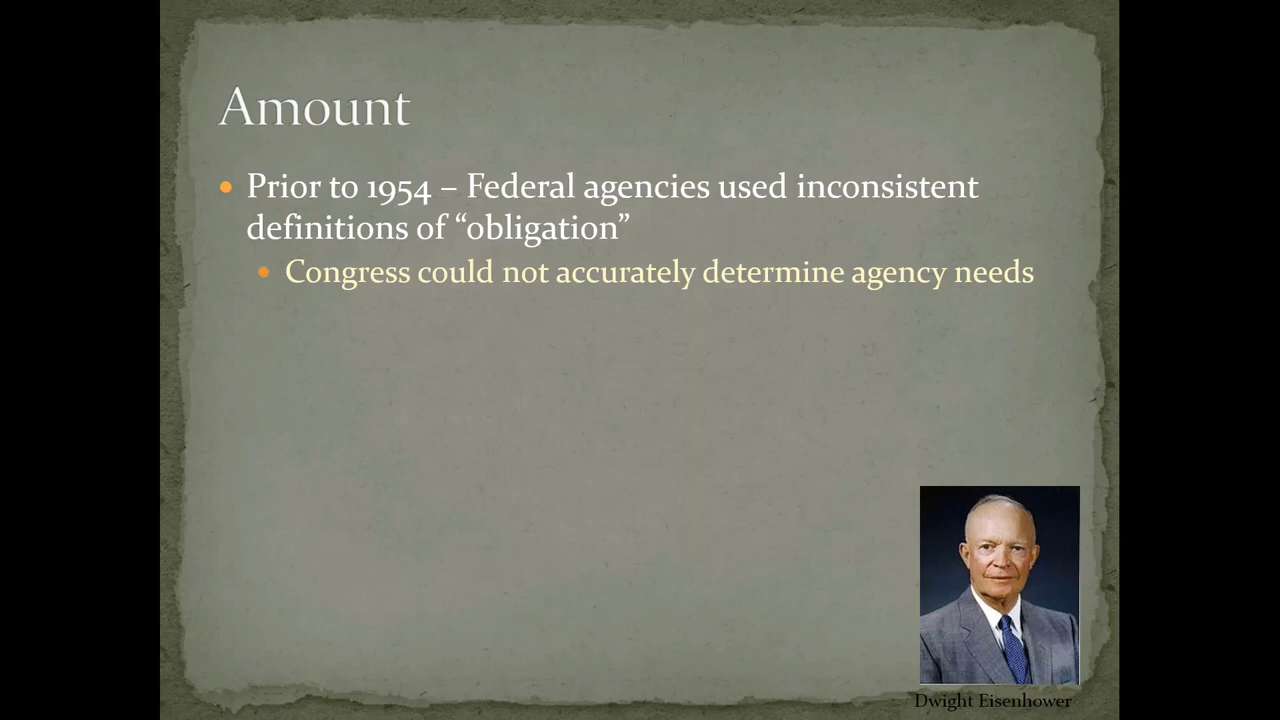 Amount
Prior to 1954 – Federal agencies used inconsistent
definitions of “obligation”
Congress could not accurately determine agency needs
Dwight Eisenhower